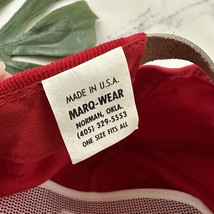 MADE IN U.S.A.
MARQ-WEAR
NORMAN, OKLA.
(405) 329-5553
ONE SIZE FITS ALL